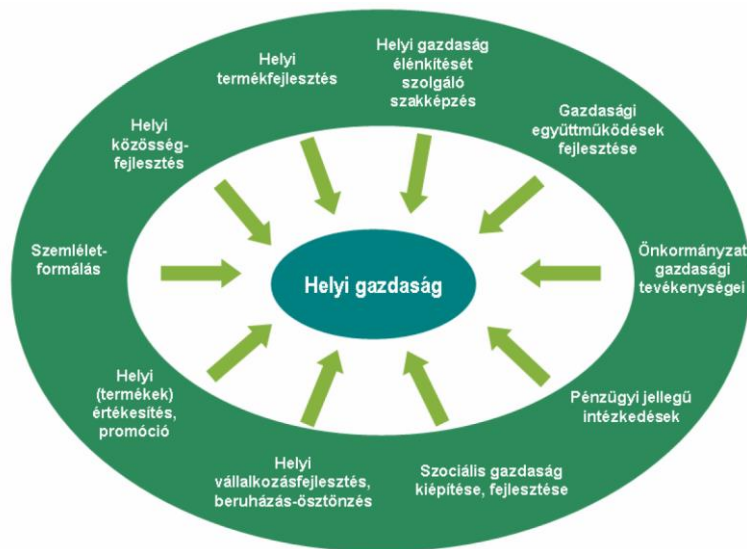 Helyi
termékfejlesztés
Helyi gazdaság
élénkítését
szolgáló
szakképzés
Gazdasági
együttműködések
fejlesztése
Önkormányzat
gazdasági
tevékenységei
Pénzügyi jellegű
intézkedések
Szociális gazdaság
kiépítése, fejlesztése
Helyi
vállalkozásfejlesztés,
beruházás-ösztönzés
Helyi
(termékek)
értékesítés,
promóció
Szemlélet-
formálás
Helyi
közösség-
fejlesztés
Helyi gazdaság